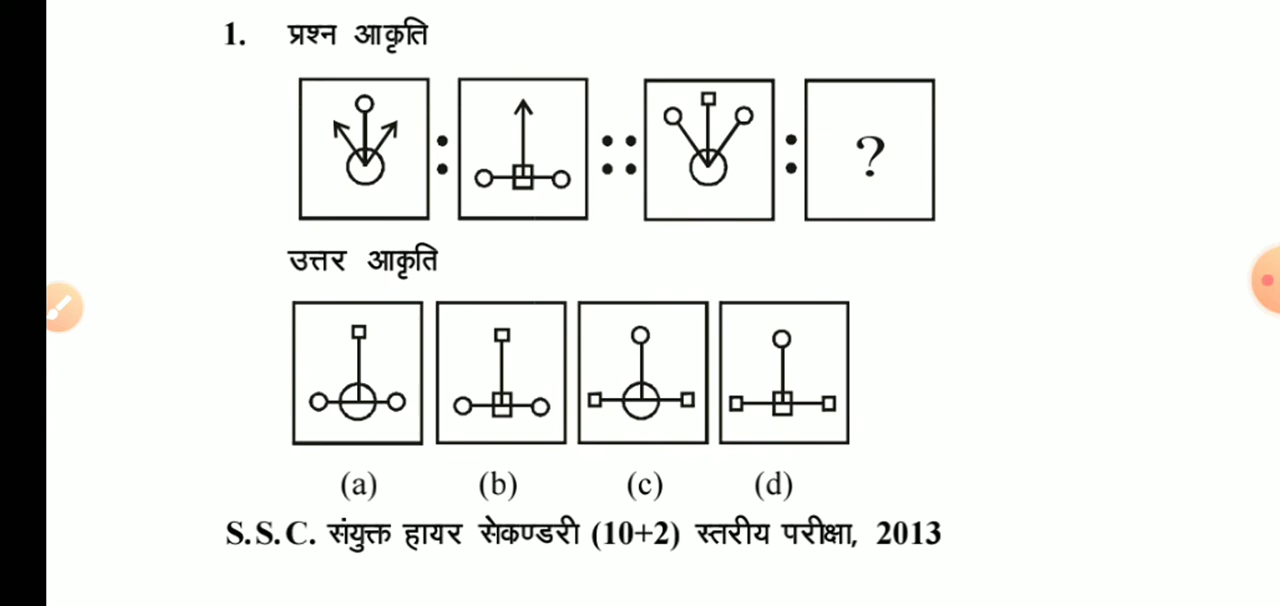 1. प्रश्न आकृति
: :: : ?
उत्तर आकृति
(a) (b) (c) (d)
S.S.C. संयुक्त हायर सेकण्डरी (10+2) स्तरीय परीक्षा, 2013